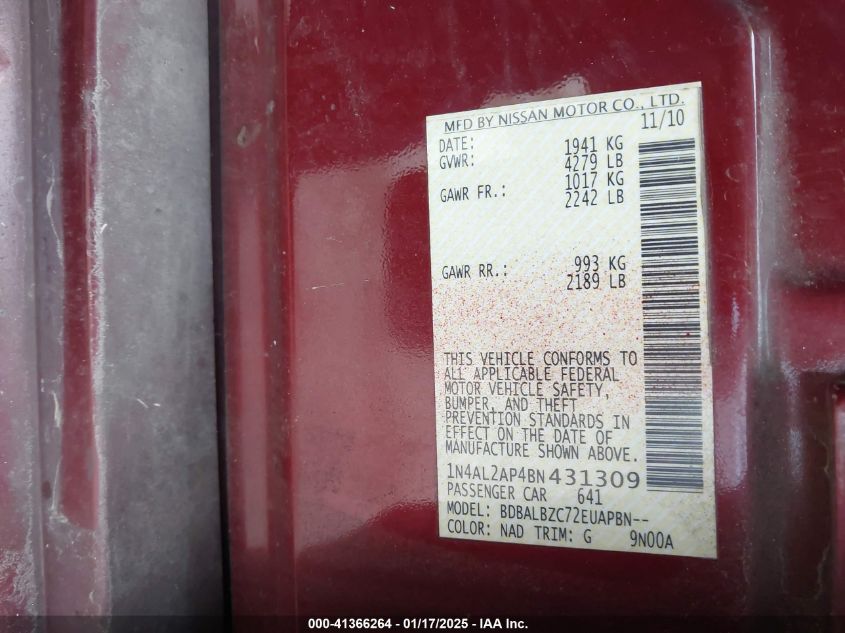 MFD BY NISSAN MOTOR CO., LTD.
DATE: 11/10
GVWR: 1941 KG
4279 LB
GAWR FR.: 1017 KG
2242 LB
GAWR RR.: 993 KG
2189 LB
THIS VEHICLE CONFORMS TO
ALL APPLICABLE FEDERAL
MOTOR VEHICLE SAFETY,
BUMPER, AND THEFT
PREVENTION STANDARDS IN
EFFECT ON THE DATE OF
MANUFACTURE SHOWN ABOVE.
1N4AL2AP4BN431309
PASSENGER CAR 641
MODEL: BDBALBZC72EUAPBN--
COLOR: NAD TRIM: G 9N00A
000-41366264 - 01/17/2025 - IAA Inc.